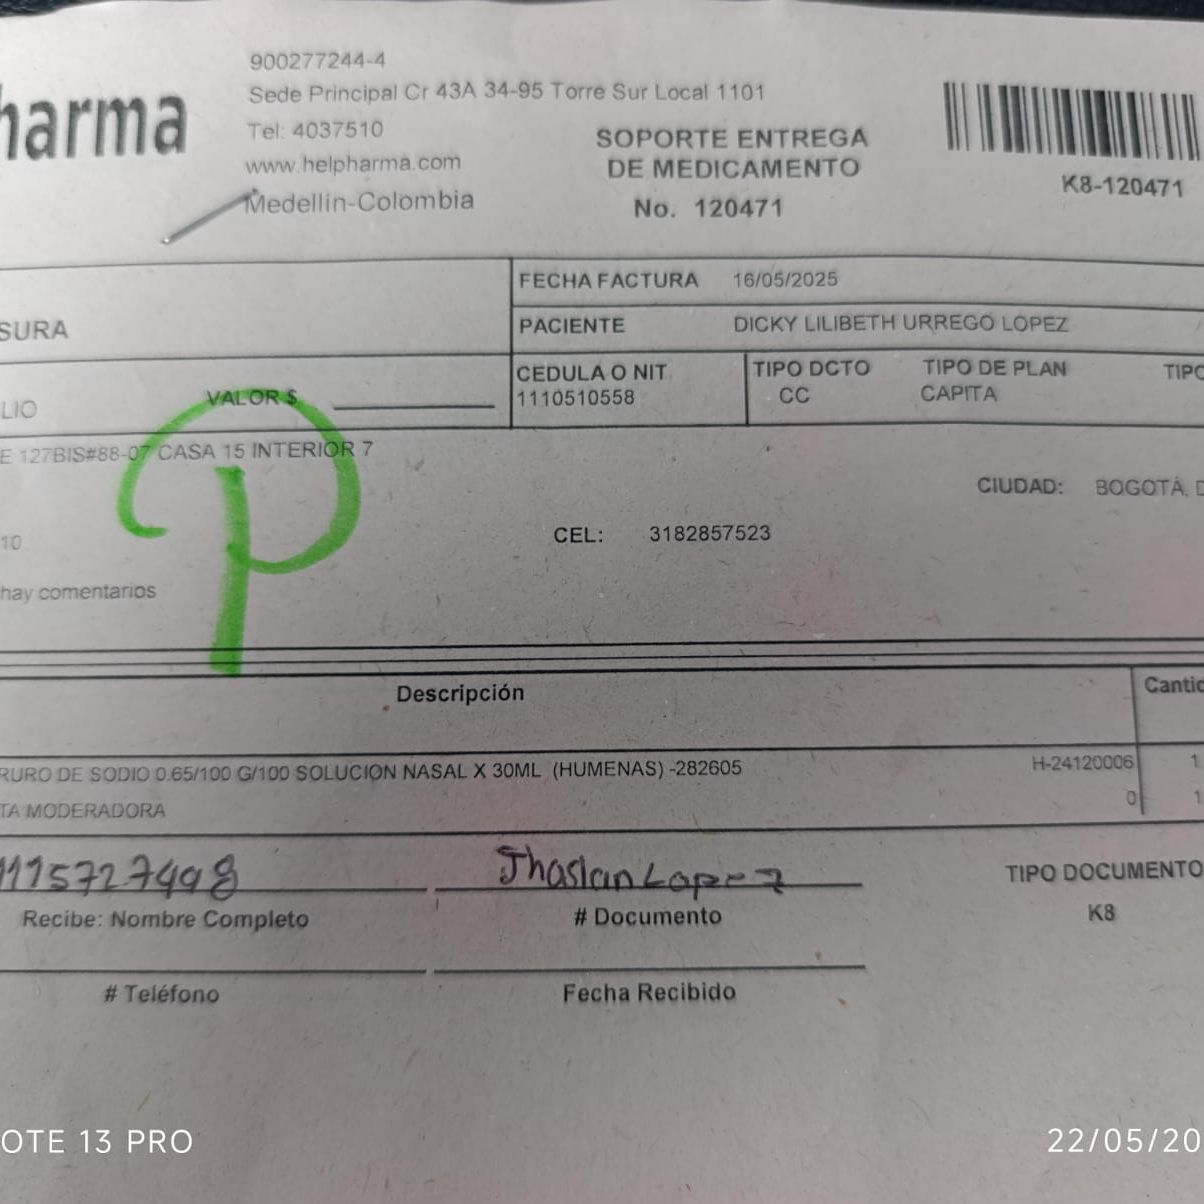 harma
900277244-4
Sede Principal Cr 43A 34-95 Torre Sur Local 1101
Tel: 4037510
www.helpharma.com
Medellin-Colombia
SOPORTE ENTREGA
DE MEDICAMENTO
No. 120471
K8-120471
SURA
FECHA FACTURA 16/05/2025
PACIENTE DICKY LILIBETH URREGO LOPEZ
LIO VALOR $
CEDULA O NIT
1110510558
TIPO DCTO
CC
TIPO DE PLAN
CAPITA
TIPO
E 127BIS#88-07 CASA 15 INTERIOR 7
CIUDAD: BOGOTÁ, D
10
CEL: 3182857523
hay comentarios
P
Descripción Cantid
RURO DE SODIO 0.65/100 G/100 SOLUCION NASAL X 30ML (HUMENAS) -282605 H-24120006 1
TA MODERADORA 0 1
1115727498 Jhaslan Lopez
Recibe: Nombre Completo # Documento
TIPO DOCUMENTO
K8
# Teléfono Fecha Recibido
OTE 13 PRO 22/05/20